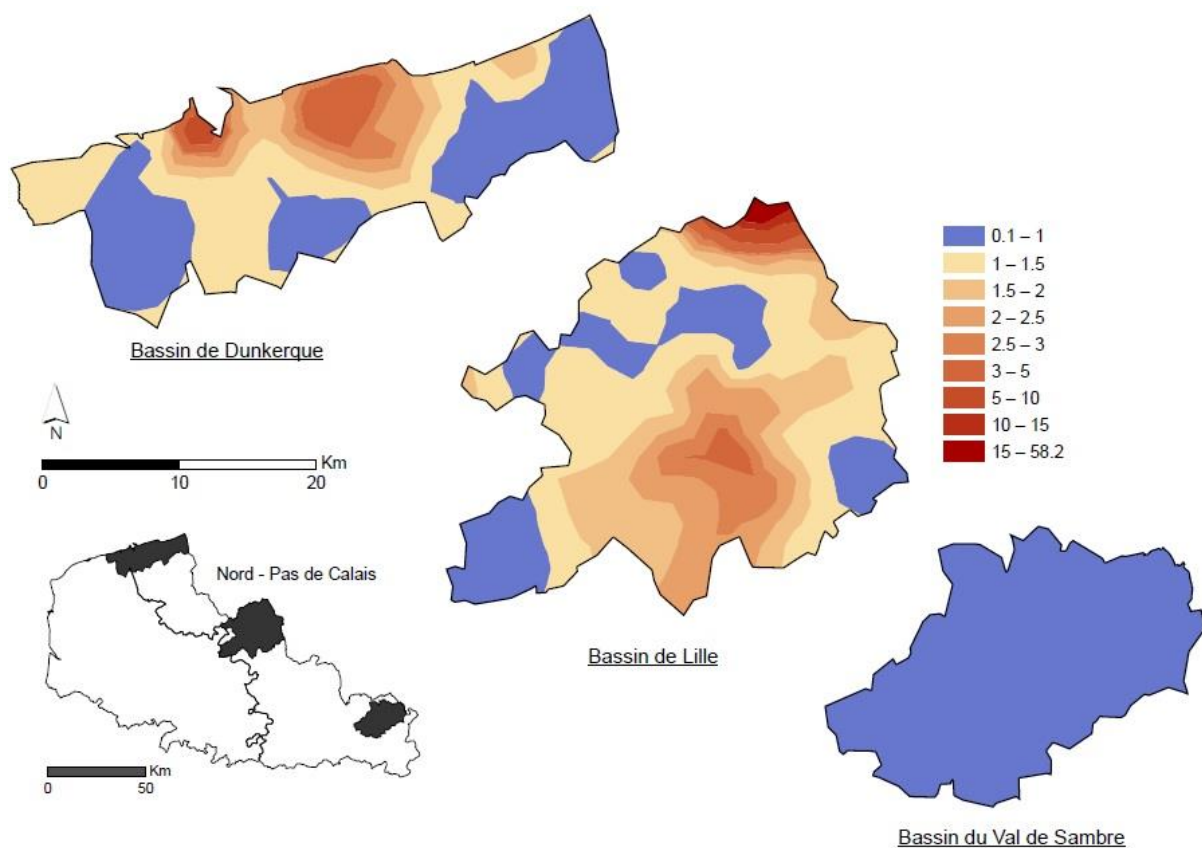 Bassin de Dunkerque
N
Km
0 10 20
0.1 – 1
1 – 1.5
1.5 – 2
2 – 2.5
2.5 – 3
3 – 5
5 – 10
10 – 15
15 – 58.2
Nord - Pas de Calais
Km
0 50
Bassin de Lille
Bassin du Val de Sambre